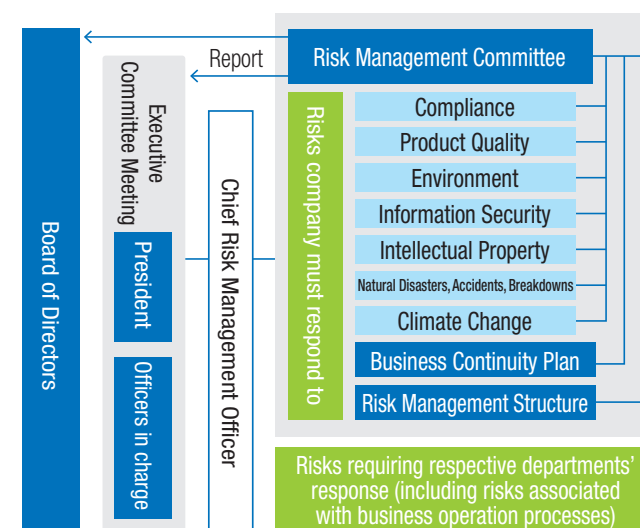 Board of Directors
Report
Executive
Committee Meeting
President
Officers in charge
Chief Risk Management Officer
Risk Management Committee
Risks company must respond to
Compliance
Product Quality
Environment
Information Security
Intellectual Property
Natural Disasters, Accidents, Breakdowns
Climate Change
Business Continuity Plan
Risk Management Structure
Risks requiring respective departments’
response (including risks associated
with business operation processes)